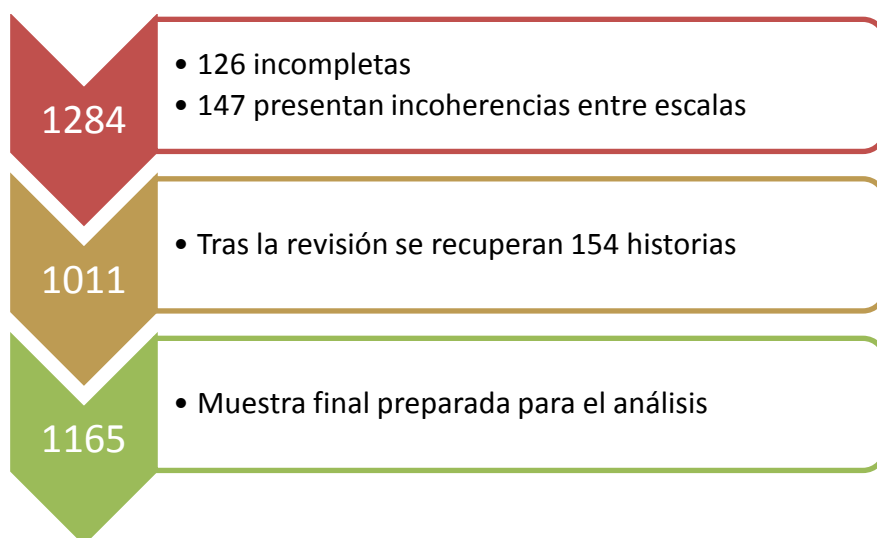 1284
• 126 incompletas
• 147 presentan incoherencias entre escalas
1011
• Tras la revisión se recuperan 154 historias
1165
• Muestra final preparada para el análisis